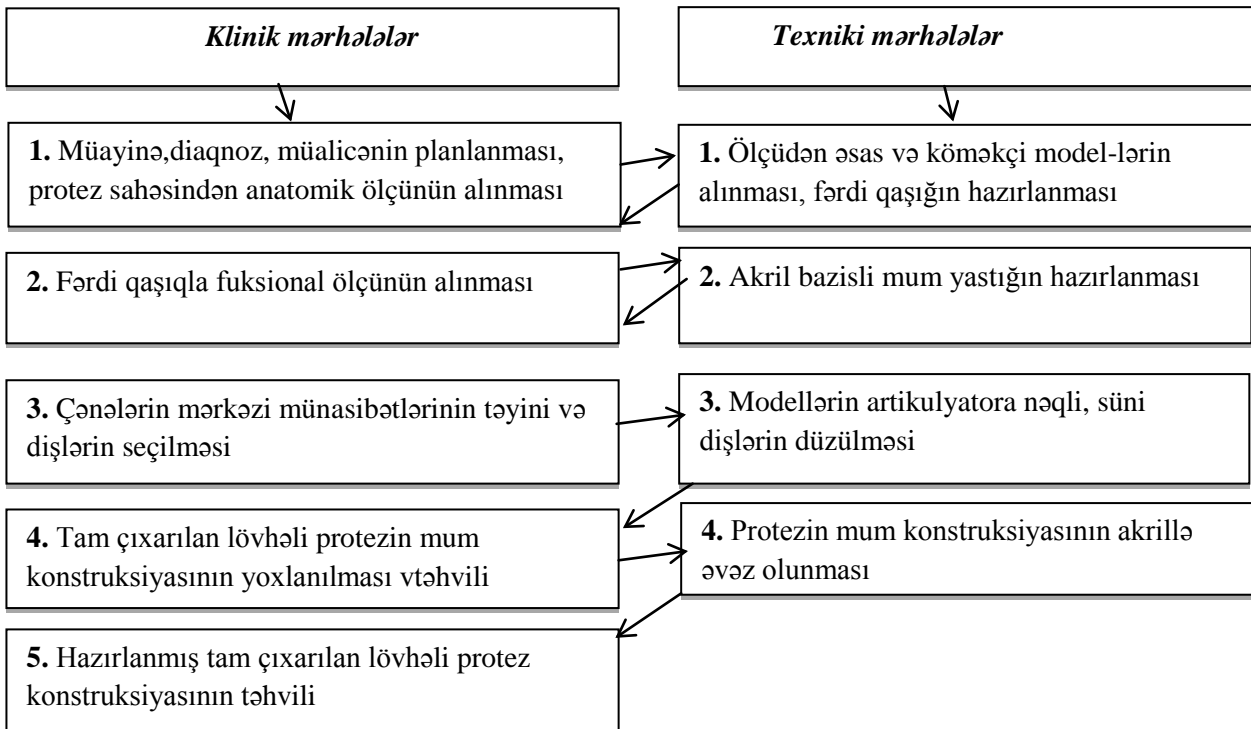 Klinik mərhələlər
Texniki mərhələlər
1. Müayinə,diaqnoz, müalicənin planlanması,
protez sahəsindən anatomik ölçünün alınması
1. Ölçüdən əsas və köməkçi model-lərin
alınması, fərdi qaşığın hazırlanması
2. Fərdi qaşıqla fuksional ölçünün alınması
2. Akril bazisli mum yastığın hazırlanması
3. Çənələrin mərkəzi münasibətlərinin təyini və
dişlərin seçilməsi
3. Modellərin artikulyatora nəqli, süni
dişlərin düzülməsi
4. Tam çıxarılan lövhəli protezin mum
konstruksiyasının yoxlanılması vtəhvili
4. Protezin mum konstruksiyasının akrillə
əvəz olunması
5. Hazırlanmış tam çıxarılan lövhəli protez
konstruksiyasının təhvili